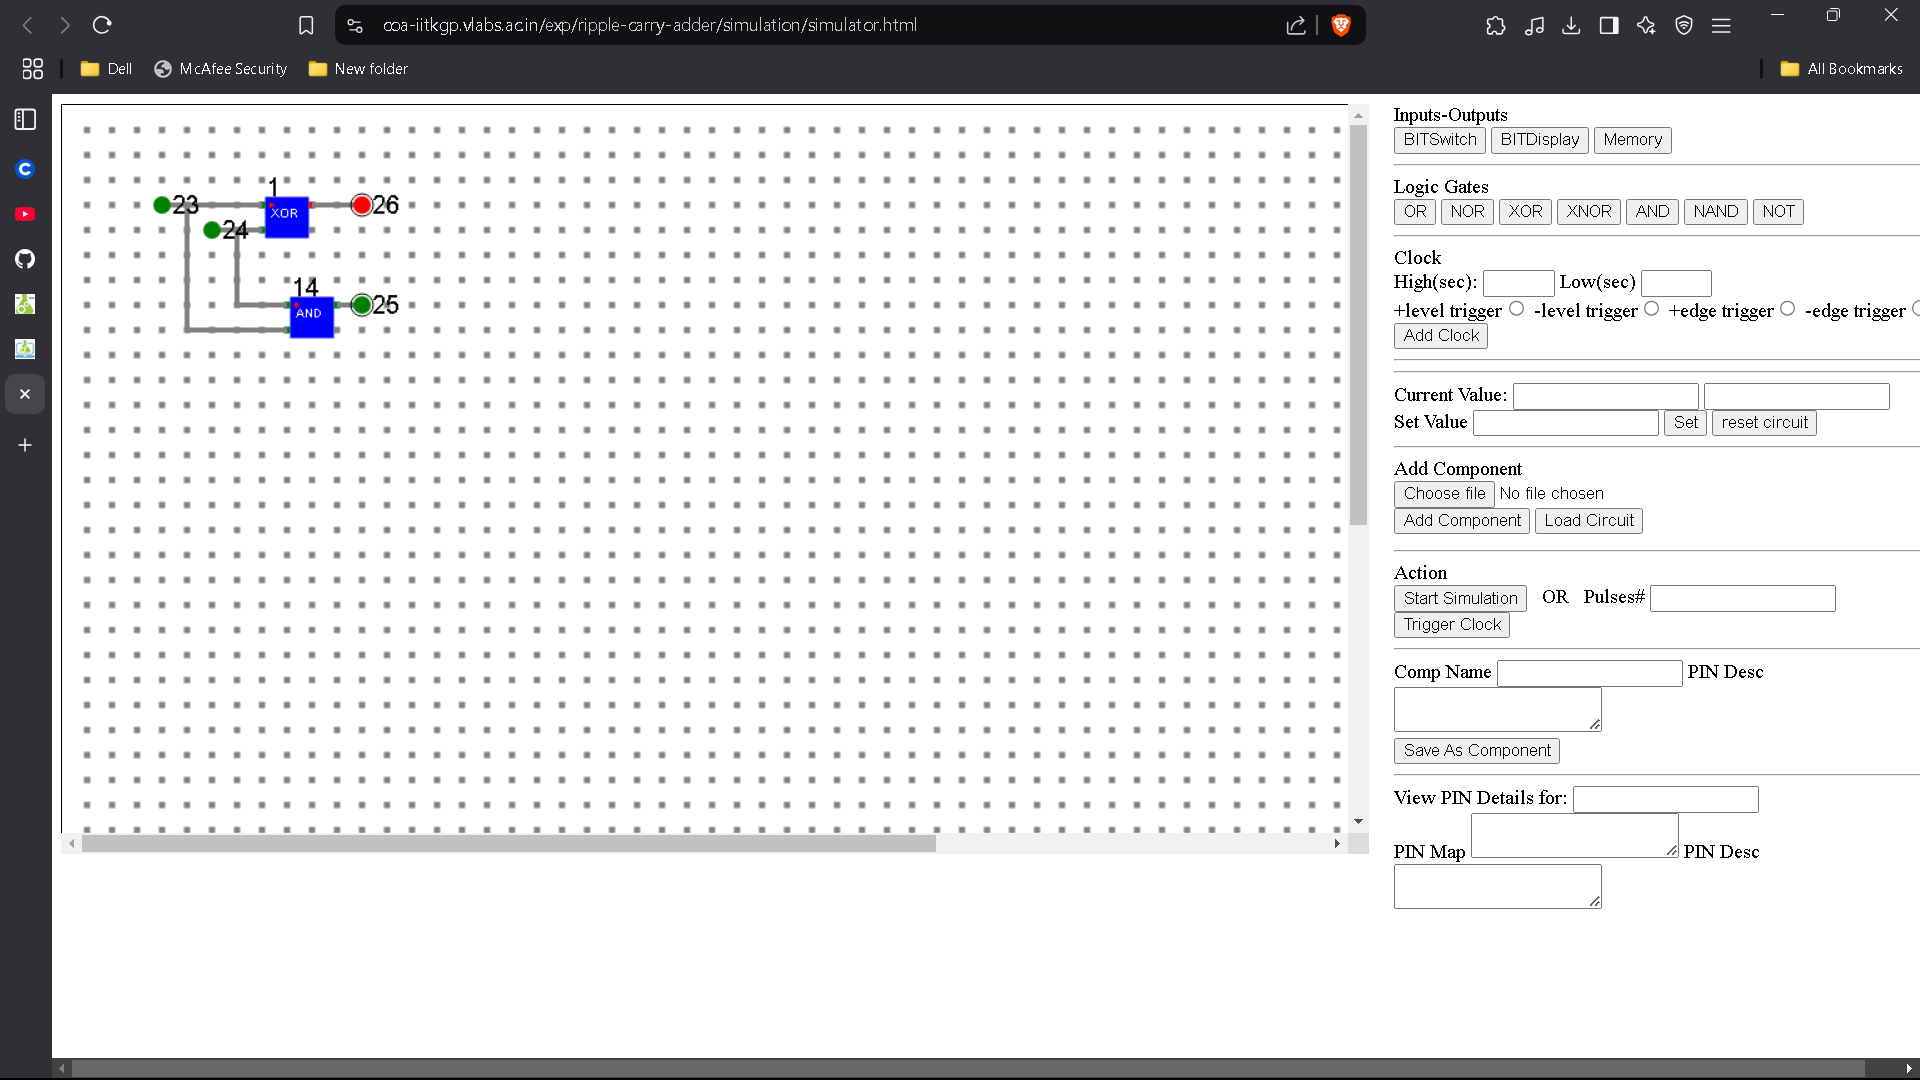 coa-iitkgp.vlabs.ac.in/exp/ripple-carry-adder/simulation/simulator.html
Dell McAfee Security New folder All Bookmarks
1
23 XOR 26
24
14
AND 25
Inputs-Outputs
BITSwitch BITDisplay Memory
Logic Gates
OR NOR XOR XNOR AND NAND NOT
Clock
High(sec): Low(sec)
+level trigger -level trigger +edge trigger -edge trigger
Add Clock
Current Value:
Set Value Set reset circuit
Add Component
Choose file No file chosen
Add Component Load Circuit
Action
Start Simulation OR Pulses#
Trigger Clock
Comp Name PIN Desc
Save As Component
View PIN Details for:
PIN Map PIN Desc